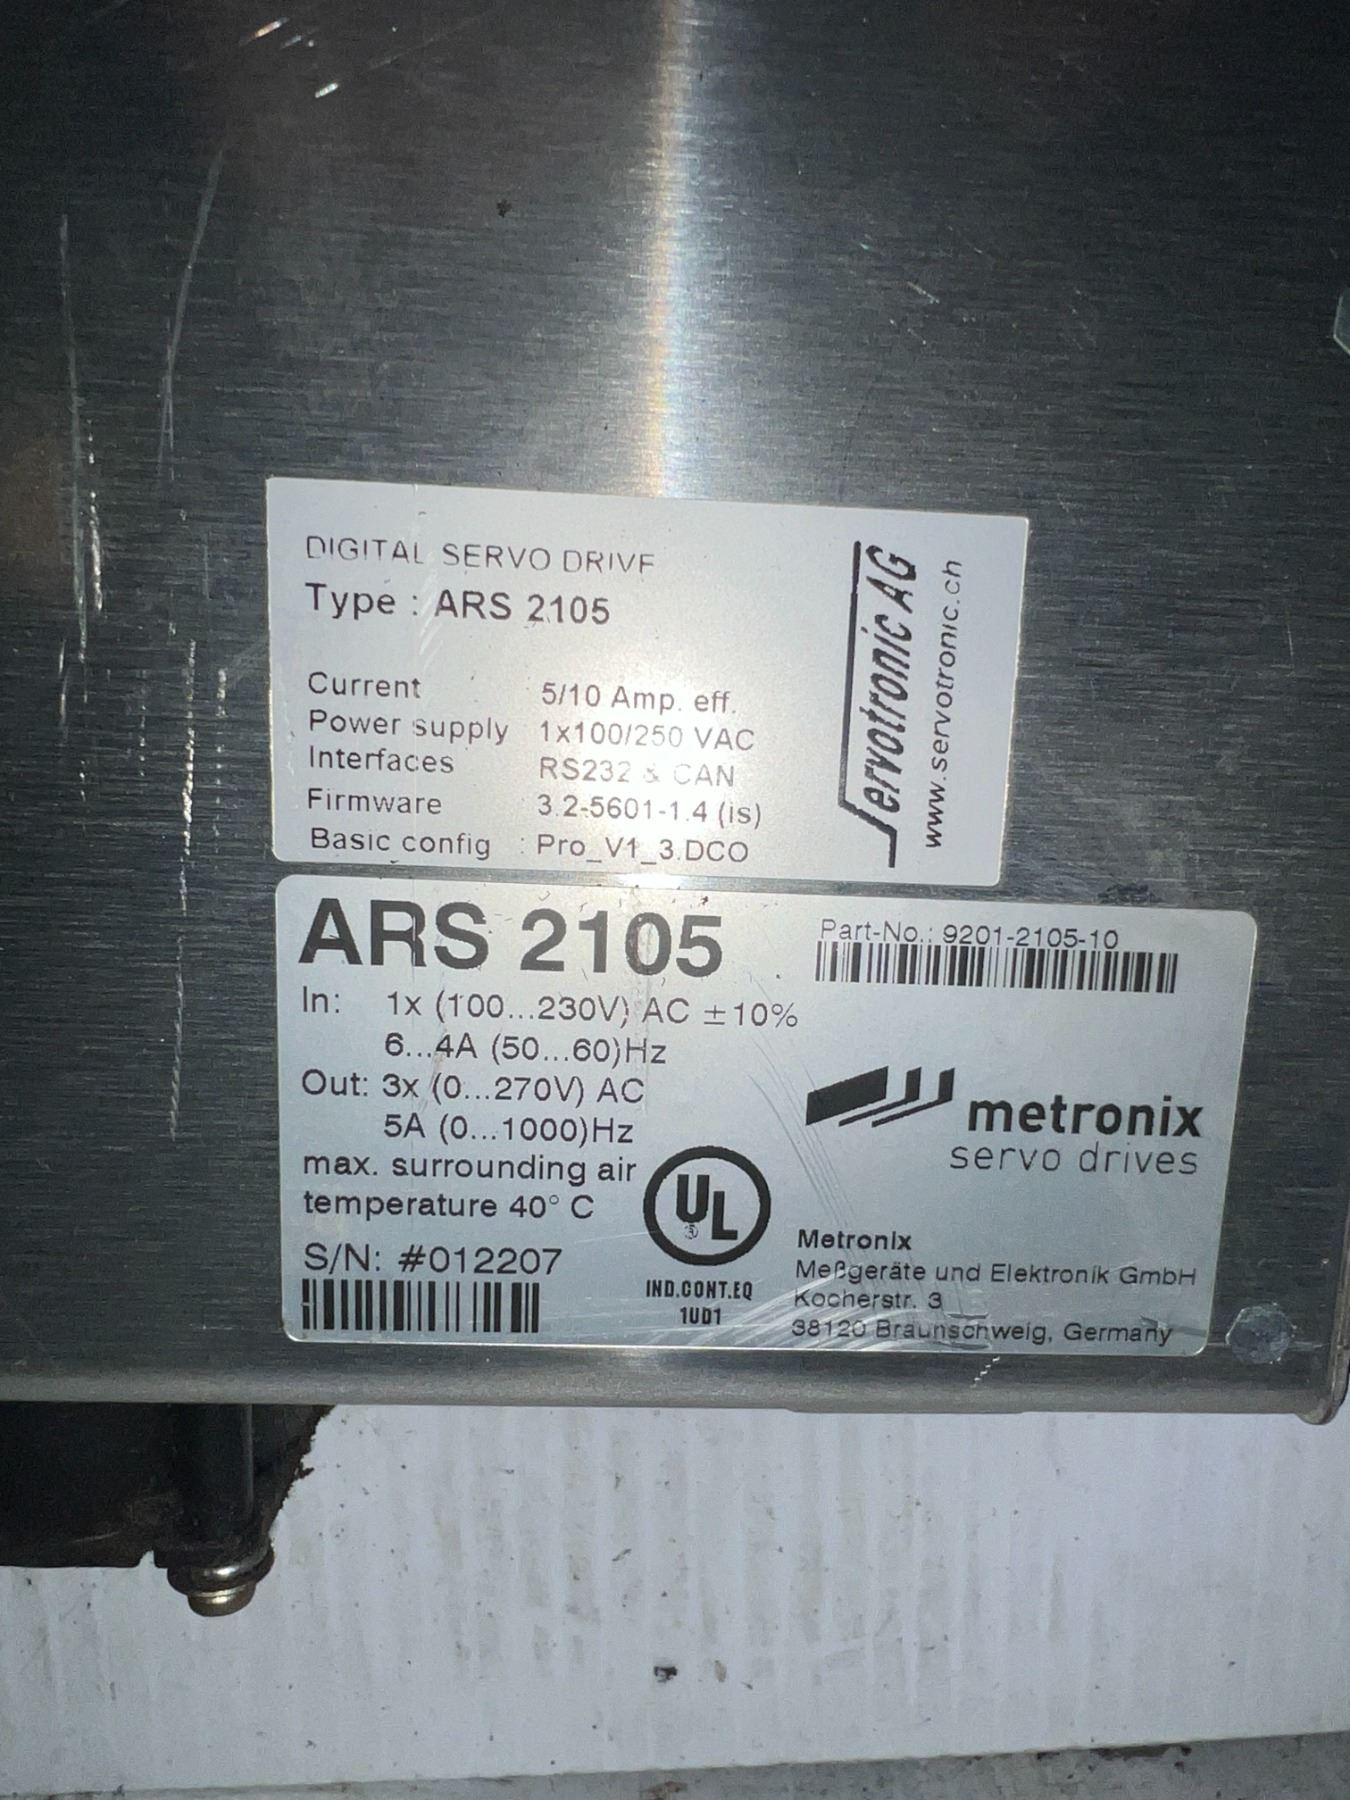 DIGITAL SERVO DRIVE
Type : ARS 2105
Current 5/10 Amp. eff.
Power supply 1x100/250 VAC
Interfaces RS232 & CAN
Firmware 3.2-5601-1.4 (is)
Basic config : Pro_V1_3.DCO
Servotronic AG
www.servotronic.ch
ARS 2105
Part-No.: 9201-2105-10
In: 1x (100...230V) AC ±10%
6...4A (50...60)Hz
Out: 3x (0...270V) AC
5A (0...1000)Hz
max. surrounding air
temperature 40° C
S/N: #012207
UL
IND.CONT.EQ
1UD1
metronix
servo drives
Metronix
Meßgeräte und Elektronik GmbH
Kocherstr. 3
38120 Braunschweig, Germany